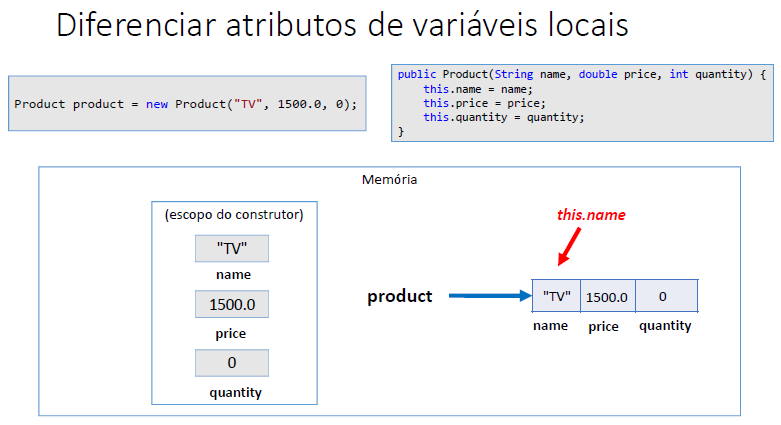 Diferenciar atributos de variáveis locais
Product product = new Product("TV", 1500.0, 0);
public Product(String name, double price, int quantity) {
this.name = name;
this.price = price;
this.quantity = quantity;
}
Memória
(escopo do construtor)
"TV"
name
1500.0
price
0
quantity
this.name
product
"TV" 1500.0 0
name price quantity